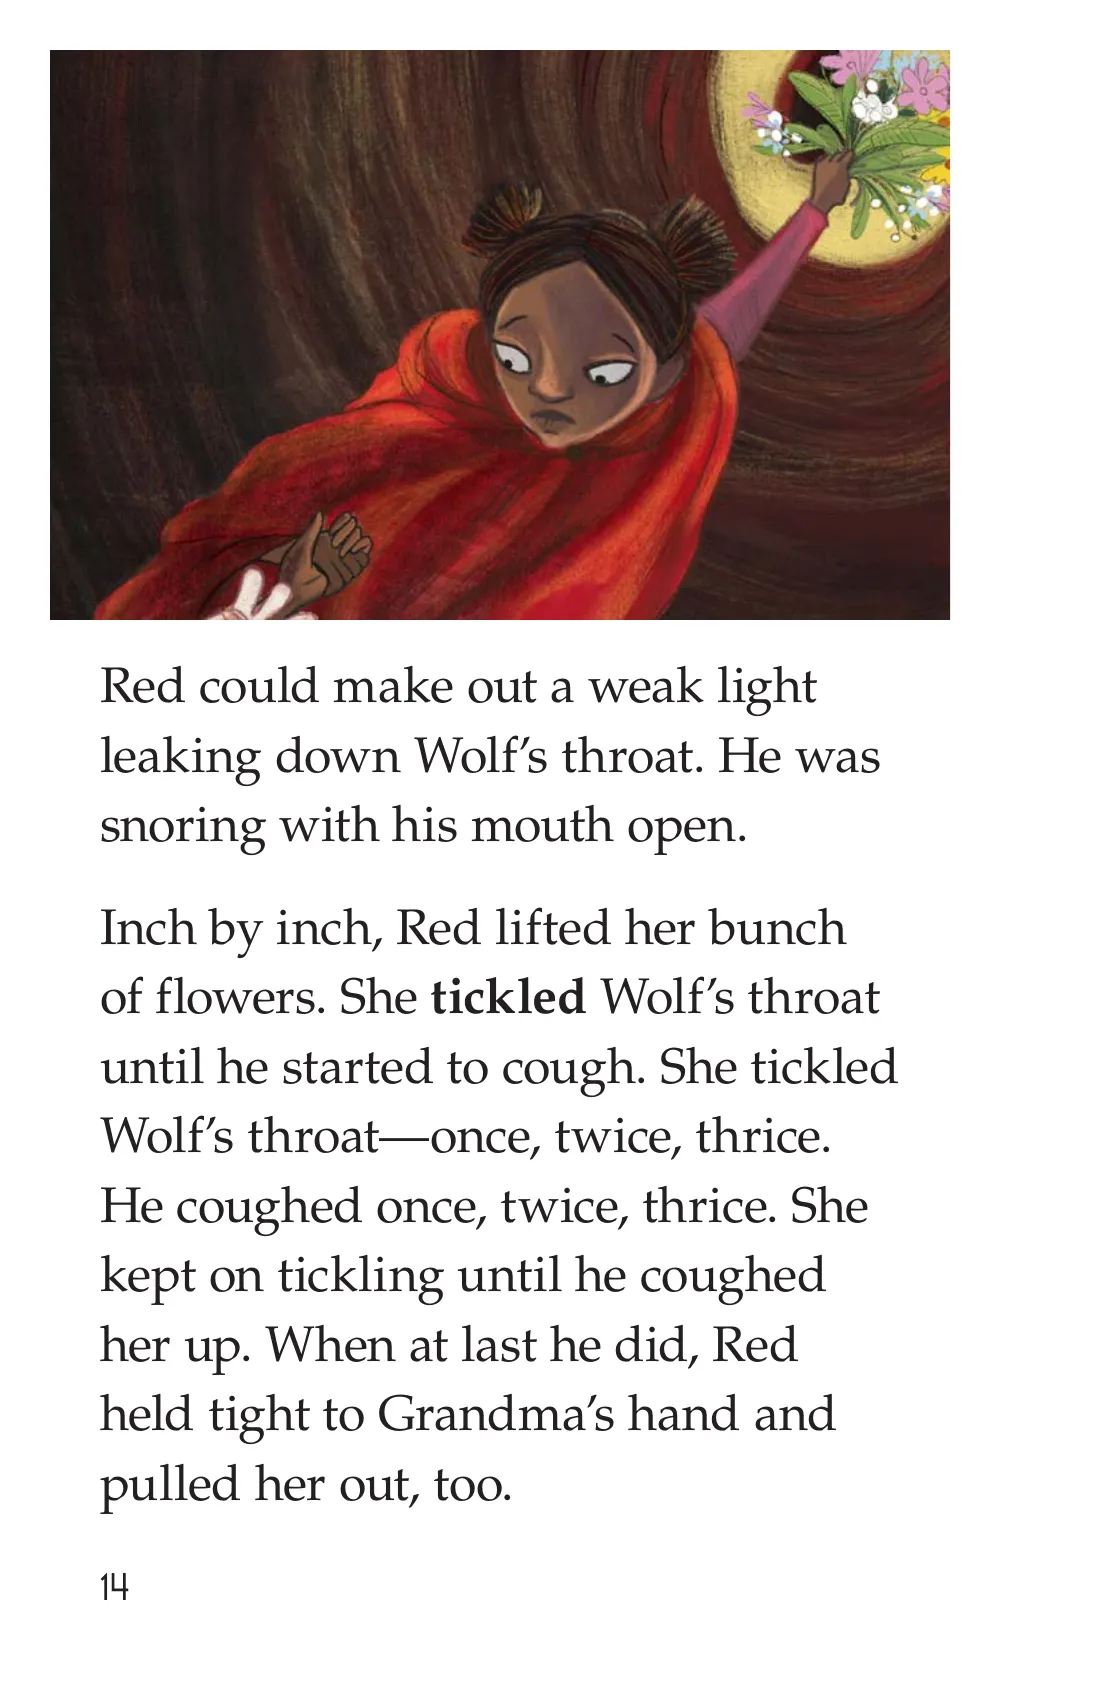 Red could make out a weak light
leaking down Wolf’s throat. He was
snoring with his mouth open.
Inch by inch, Red lifted her bunch
of flowers. She tickled Wolf’s throat
until he started to cough. She tickled
Wolf’s throat—once, twice, thrice.
He coughed once, twice, thrice. She
kept on tickling until he coughed
her up. When at last he did, Red
held tight to Grandma’s hand and
pulled her out, too.
14